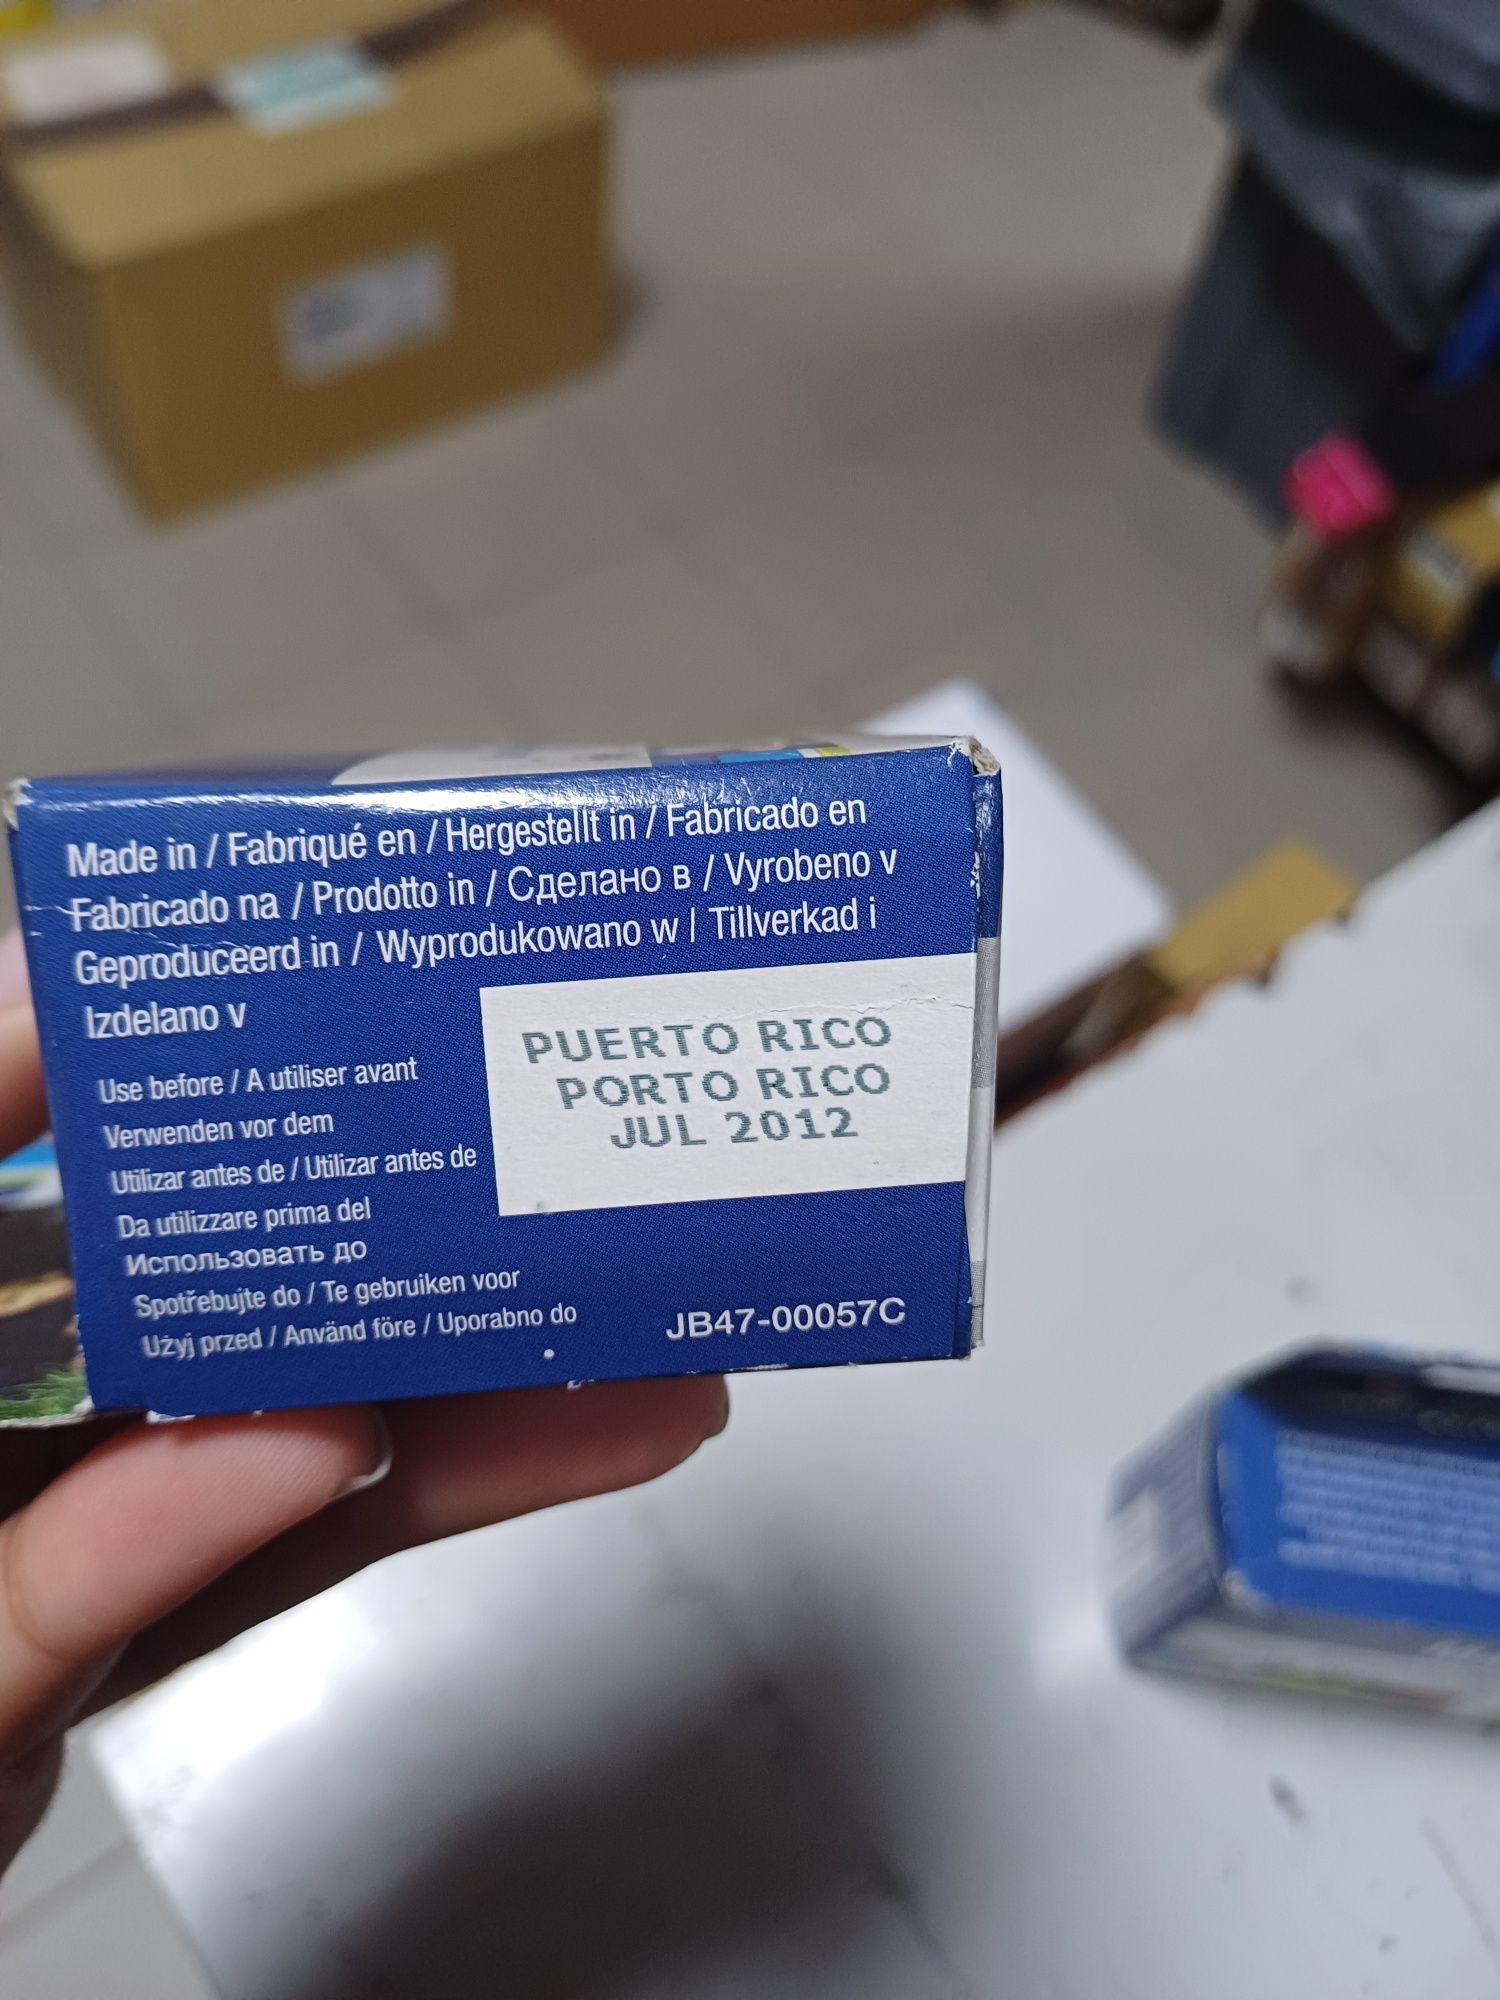 Made in / Fabriqué en / Hergestellt in / Fabricado en
Fabricado na / Prodotto in / Сделано в / Vyrobeno v
Geproduceerd in / Wyprodukowano w / Tillverkad i
Izdelano v
PUERTO RICO
PORTO RICO
JUL 2012
Use before / A utiliser avant
Verwenden vor dem
Utilizar antes de / Utilizar antes de
Da utilizzare prima del
Использовать до
Spotřebujte do / Te gebruiken voor
Użyj przed / Använd före / Uporabno do
JB47-00057C